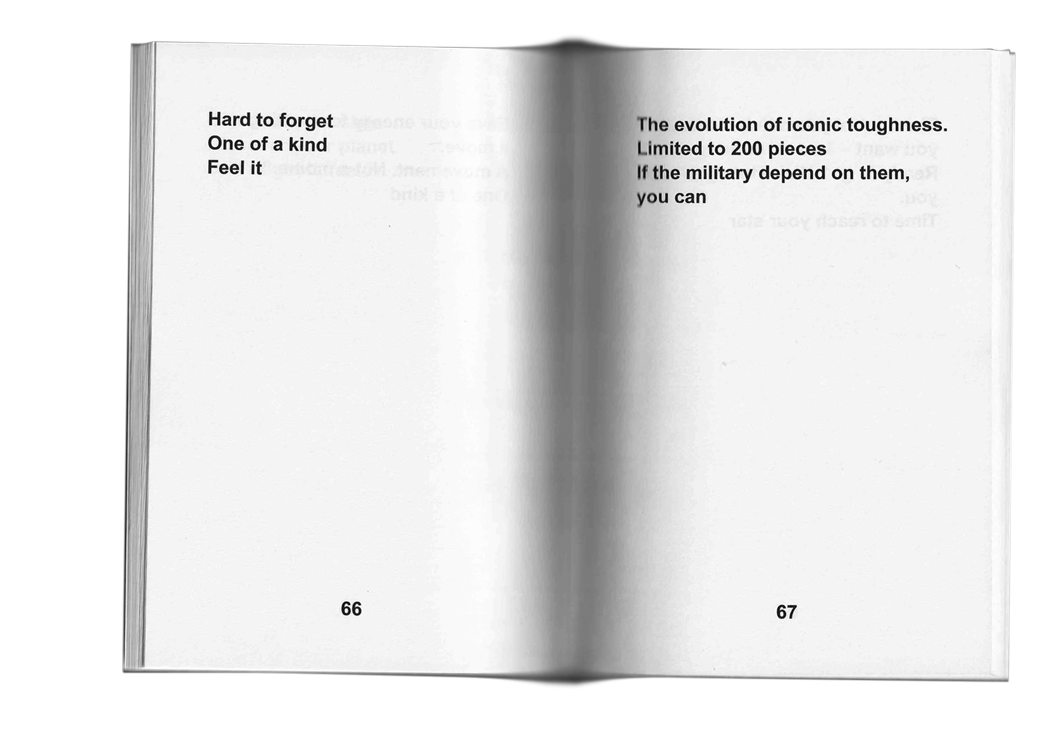 Hard to forget
One of a kind
Feel it
66
The evolution of iconic toughness.
Limited to 200 pieces
If the military depend on them,
you can
67